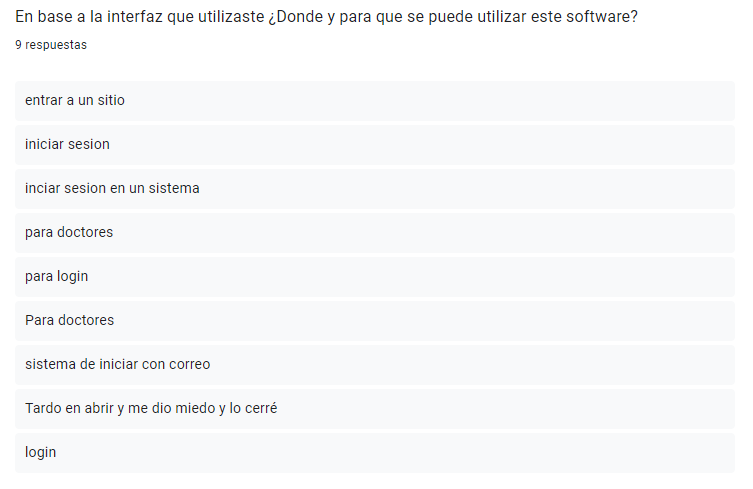 En base a la interfaz que utilizaste ¿Donde y para que se puede utilizar este software?
9 respuestas
entrar a un sitio
iniciar sesion
inciar sesion en un sistema
para doctores
para login
Para doctores
sistema de iniciar con correo
Tardo en abrir y me dio miedo y lo cerré
login